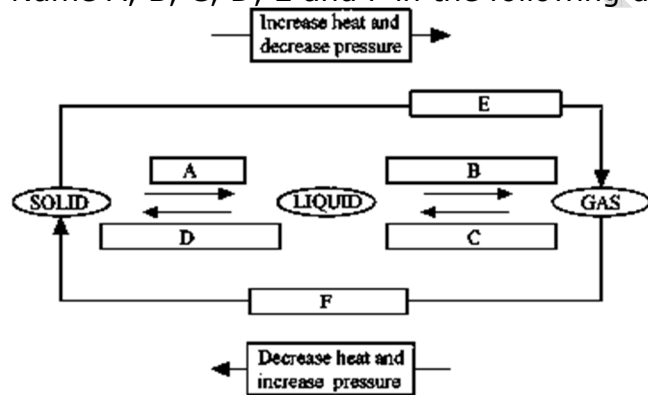 Increase heat and
decrease pressure
E
A
B
SOLID
LIQUID
GAS
D
C
F
Decrease heat and
increase pressure